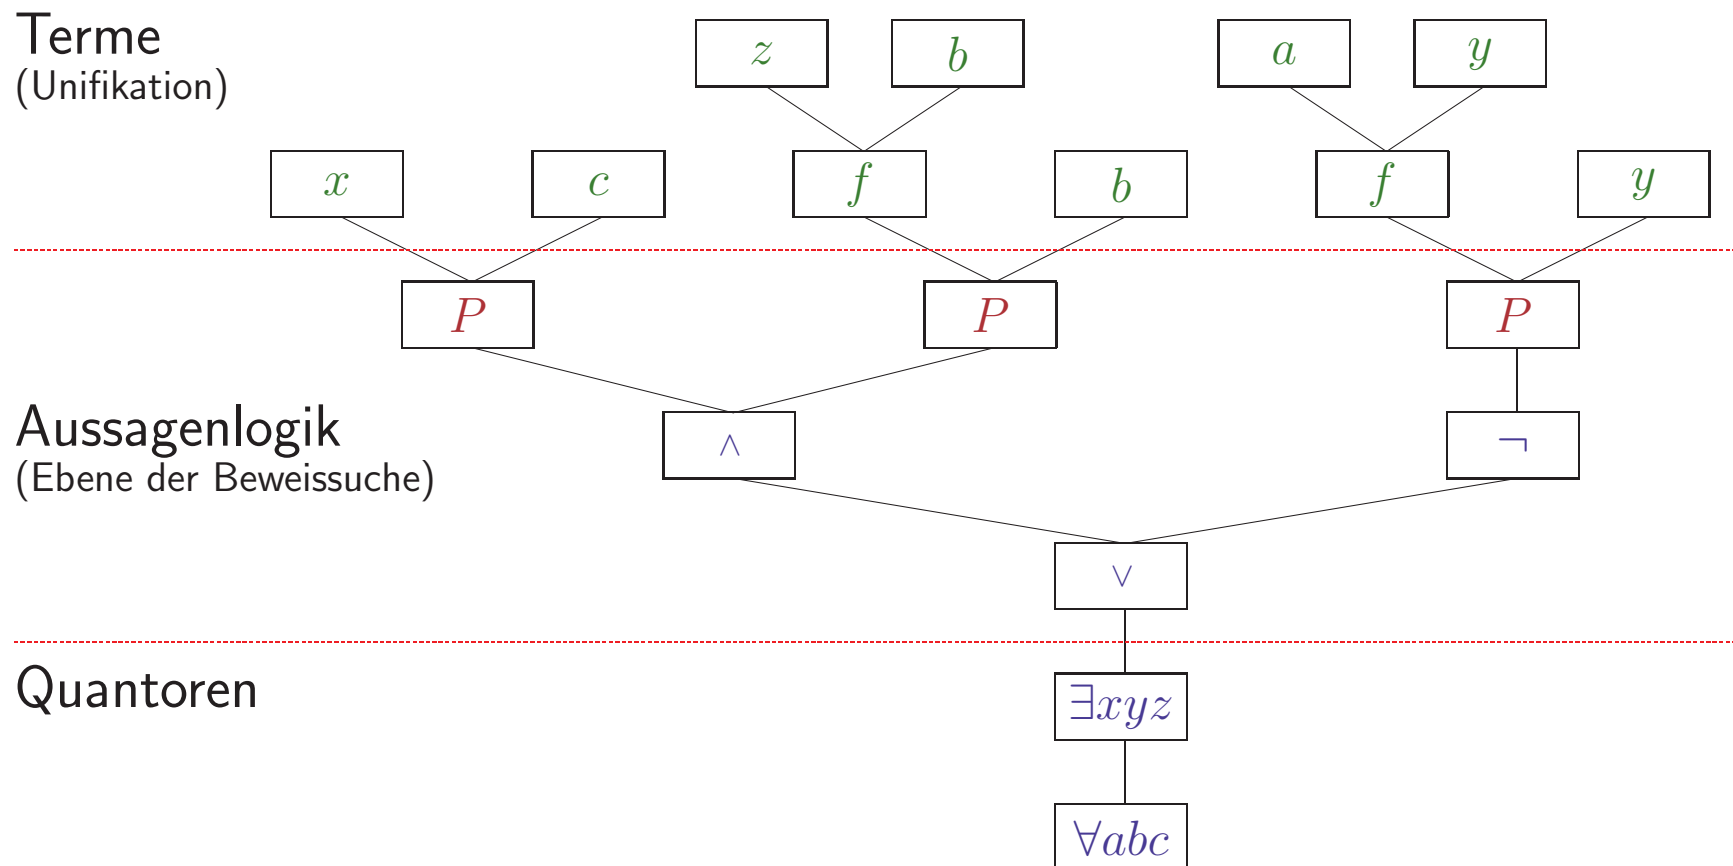 Terme
(Unifikation)
z b a y
x c f b f y
P P P
Aussagenlogik
(Ebene der Beweissuche)
∧ ¬
∨
Quantoren
∃xyz
∀abc